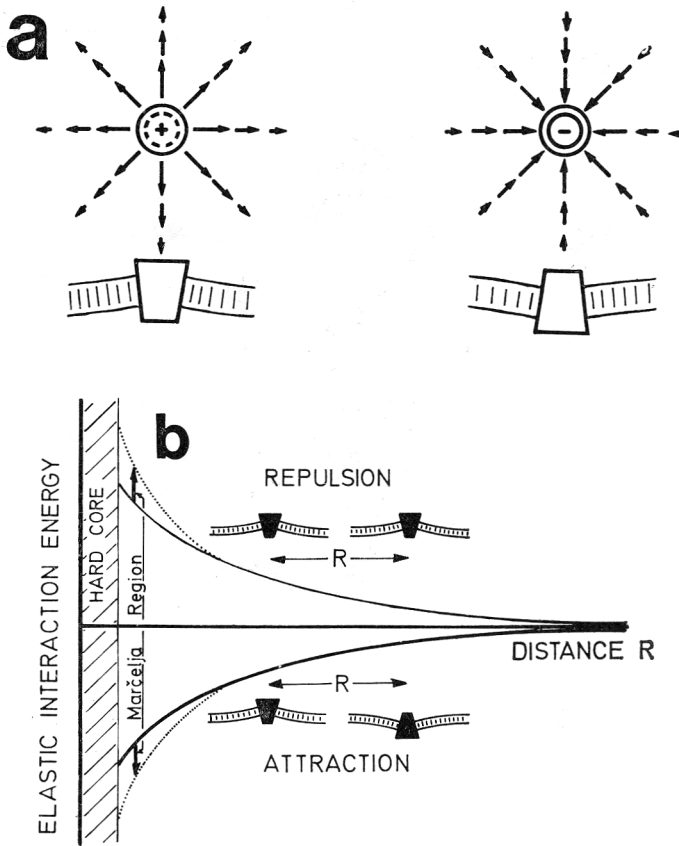 a
+
-
b
REPULSION
R
HARD CORE
Marčelja Region
ELASTIC INTERACTION ENERGY
DISTANCE R
R
ATTRACTION